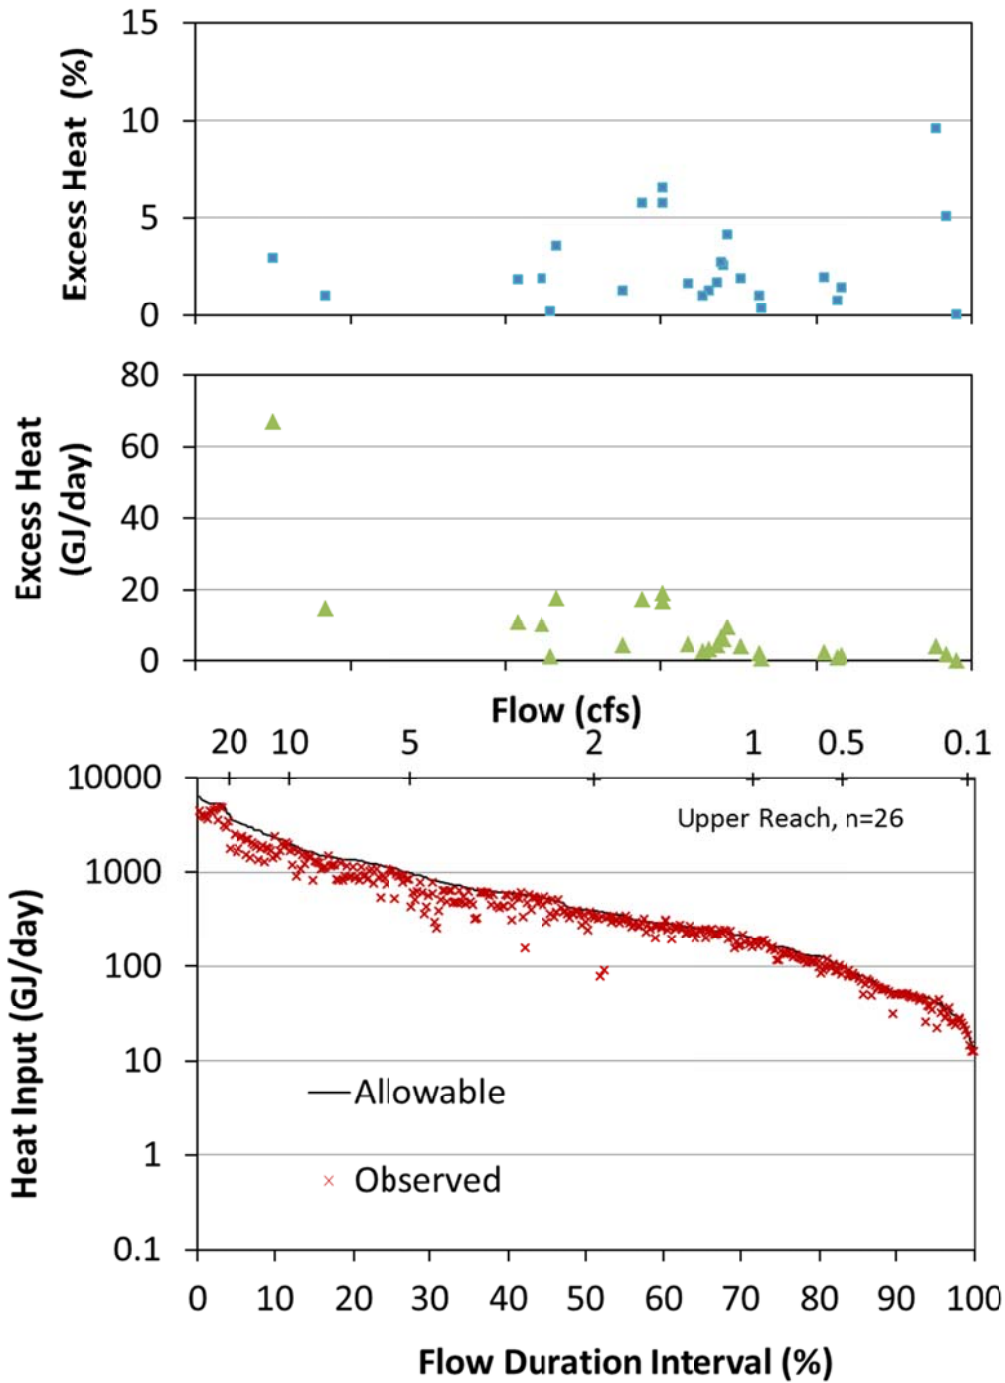 15
10
5
0
Excess Heat (%)
80
60
40
20
0
Excess Heat
(GJ/day)
Flow (cfs)
20 10 5 2 1 0.5 0.1
10000
1000
100
10
1
0.1
Heat Input (GJ/day)
Upper Reach, n=26
Allowable
Observed
0 10 20 30 40 50 60 70 80 90 100
Flow Duration Interval (%)